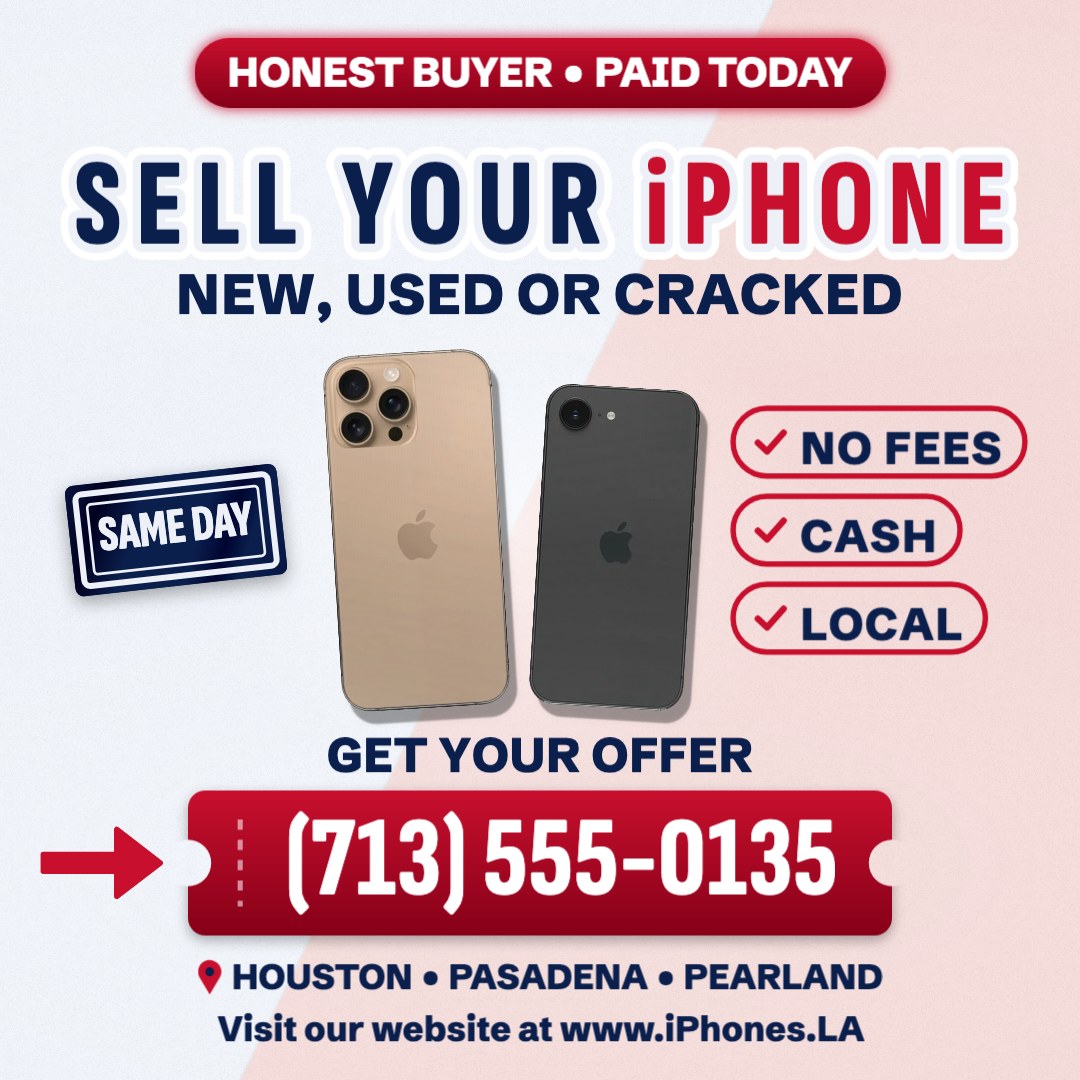 HONEST BUYER • PAID TODAY
SELL YOUR iPHONE
NEW, USED OR CRACKED
SAME DAY
NO FEES
CASH
LOCAL
GET YOUR OFFER
(713) 555-0135
HOUSTON • PASADENA • PEARLAND
Visit our website at www.iPhones.LA